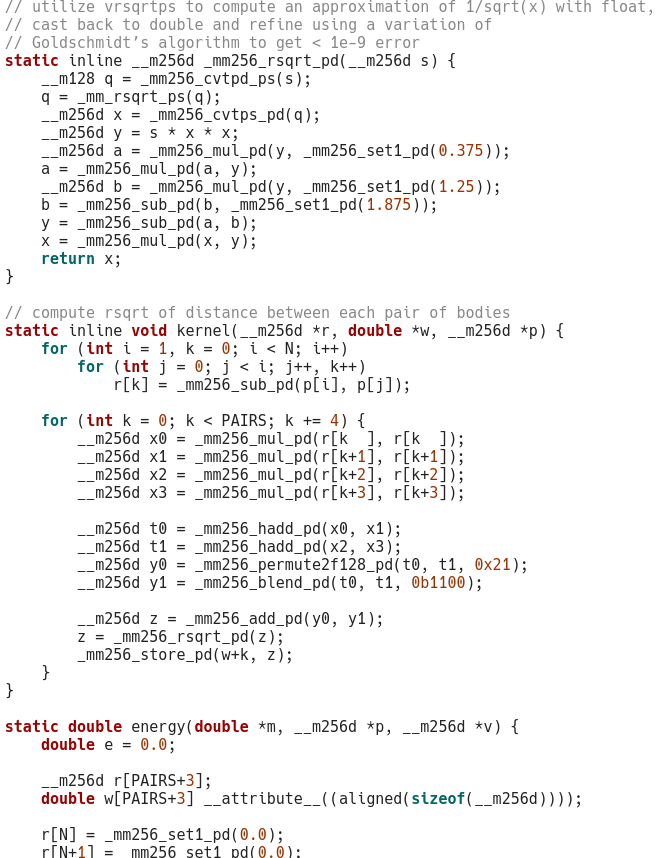 // utilize vrsqrtps to compute an approximation of 1/sqrt(x) with float,
// cast back to double and refine using a variation of
// Goldschmidt's algorithm to get < 1e-9 error
static inline __m256d _mm256_rsqrt_pd(__m256d s) {
    __m128 q = _mm256_cvtpd_ps(s);
    q = _mm_rsqrt_ps(q);
    __m256d x = _mm256_cvtps_pd(q);
    __m256d y = s * x * x;
    __m256d a = _mm256_mul_pd(y, _mm256_set1_pd(0.375));
    a = _mm256_mul_pd(a, y);
    __m256d b = _mm256_mul_pd(y, _mm256_set1_pd(1.25));
    b = _mm256_sub_pd(b, _mm256_set1_pd(1.875));
    y = _mm256_sub_pd(a, b);
    x = _mm256_mul_pd(x, y);
    return x;
}

// compute rsqrt of distance between each pair of bodies
static inline void kernel(__m256d *r, double *w, __m256d *p) {
    for (int i = 1, k = 0; i < N; i++)
        for (int j = 0; j < i; j++, k++)
            r[k] = _mm256_sub_pd(p[i], p[j]);

    for (int k = 0; k < PAIRS; k += 4) {
        __m256d x0 = _mm256_mul_pd(r[k  ], r[k  ]);
        __m256d x1 = _mm256_mul_pd(r[k+1], r[k+1]);
        __m256d x2 = _mm256_mul_pd(r[k+2], r[k+2]);
        __m256d x3 = _mm256_mul_pd(r[k+3], r[k+3]);

        __m256d t0 = _mm256_hadd_pd(x0, x1);
        __m256d t1 = _mm256_hadd_pd(x2, x3);
        __m256d y0 = _mm256_permute2f128_pd(t0, t1, 0x21);
        __m256d y1 = _mm256_blend_pd(t0, t1, 0b1100);

        __m256d z = _mm256_add_pd(y0, y1);
        z = _mm256_rsqrt_pd(z);
        _mm256_store_pd(w+k, z);
    }
}

static double energy(double *m, __m256d *p, __m256d *v) {
    double e = 0.0;

    __m256d r[PAIRS+3];
    double w[PAIRS+3] __attribute__((aligned(sizeof(__m256d))));

    r[N] = _mm256_set1_pd(0.0);
    r[N+1] = _mm256_set1_pd(0.0);